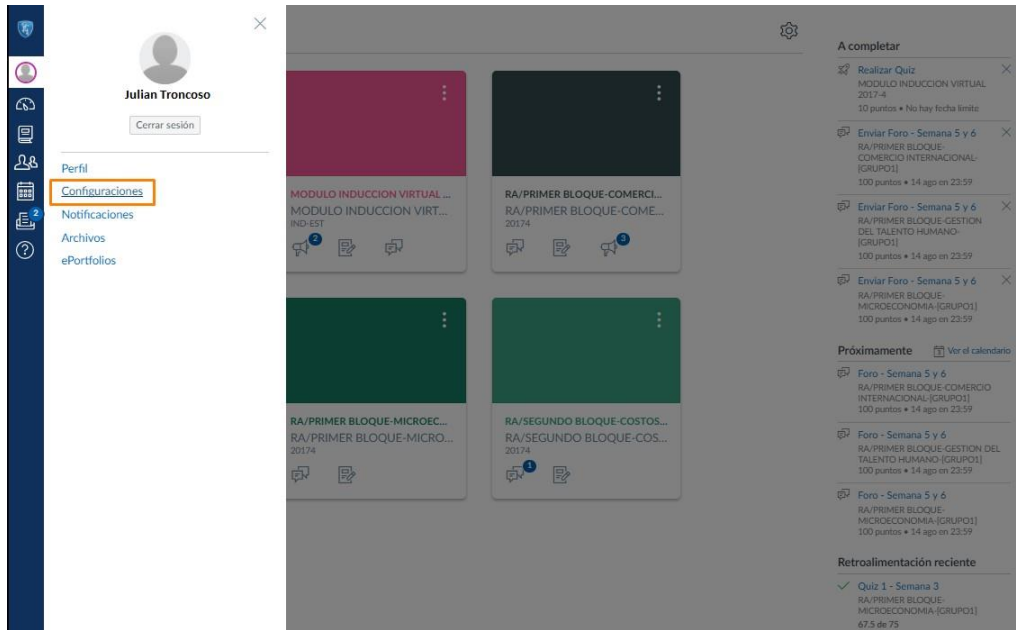 Julian Troncoso
Cerrar sesión
Perfil
Configuraciones
Notificaciones
Archivos
ePortfolios
2
MODULO INDUCCION VIRTUAL ...
MODULO INDUCCION VIRT...
IND-EST
2
RA/PRIMER BLOQUE-COMERCI...
RA/PRIMER BLOQUE-COME...
20174
3
RA/PRIMER BLOQUE-MICROEC...
RA/PRIMER BLOQUE-MICRO...
20174
RA/SEGUNDO BLOQUE-COSTOS...
RA/SEGUNDO BLOQUE-COS...
20174
1
A completar
Realizar Quiz
MODULO INDUCCION VIRTUAL
2017-4
10 puntos • No hay fecha límite
Enviar Foro - Semana 5 y 6
RA/PRIMER BLOQUE-
COMERCIO INTERNACIONAL-
[GRUPO1]
100 puntos • 14 ago en 23:59
Enviar Foro - Semana 5 y 6
RA/PRIMER BLOQUE-GESTION
DEL TALENTO HUMANO-
[GRUPO1]
100 puntos • 14 ago en 23:59
Enviar Foro - Semana 5 y 6
RA/PRIMER BLOQUE-
MICROECONOMIA-[GRUPO1]
100 puntos • 14 ago en 23:59
Próximamente
Ver el calendario
Foro - Semana 5 y 6
RA/PRIMER BLOQUE-COMERCIO
INTERNACIONAL-[GRUPO1]
100 puntos • 14 ago en 23:59
Foro - Semana 5 y 6
RA/PRIMER BLOQUE-GESTION DEL
TALENTO HUMANO-[GRUPO1]
100 puntos • 14 ago en 23:59
Foro - Semana 5 y 6
RA/PRIMER BLOQUE-
MICROECONOMIA-[GRUPO1]
100 puntos • 14 ago en 23:59
Retroalimentación reciente
Quiz 1 - Semana 3
RA/PRIMER BLOQUE-
MICROECONOMIA-[GRUPO1]
67.5 de 75